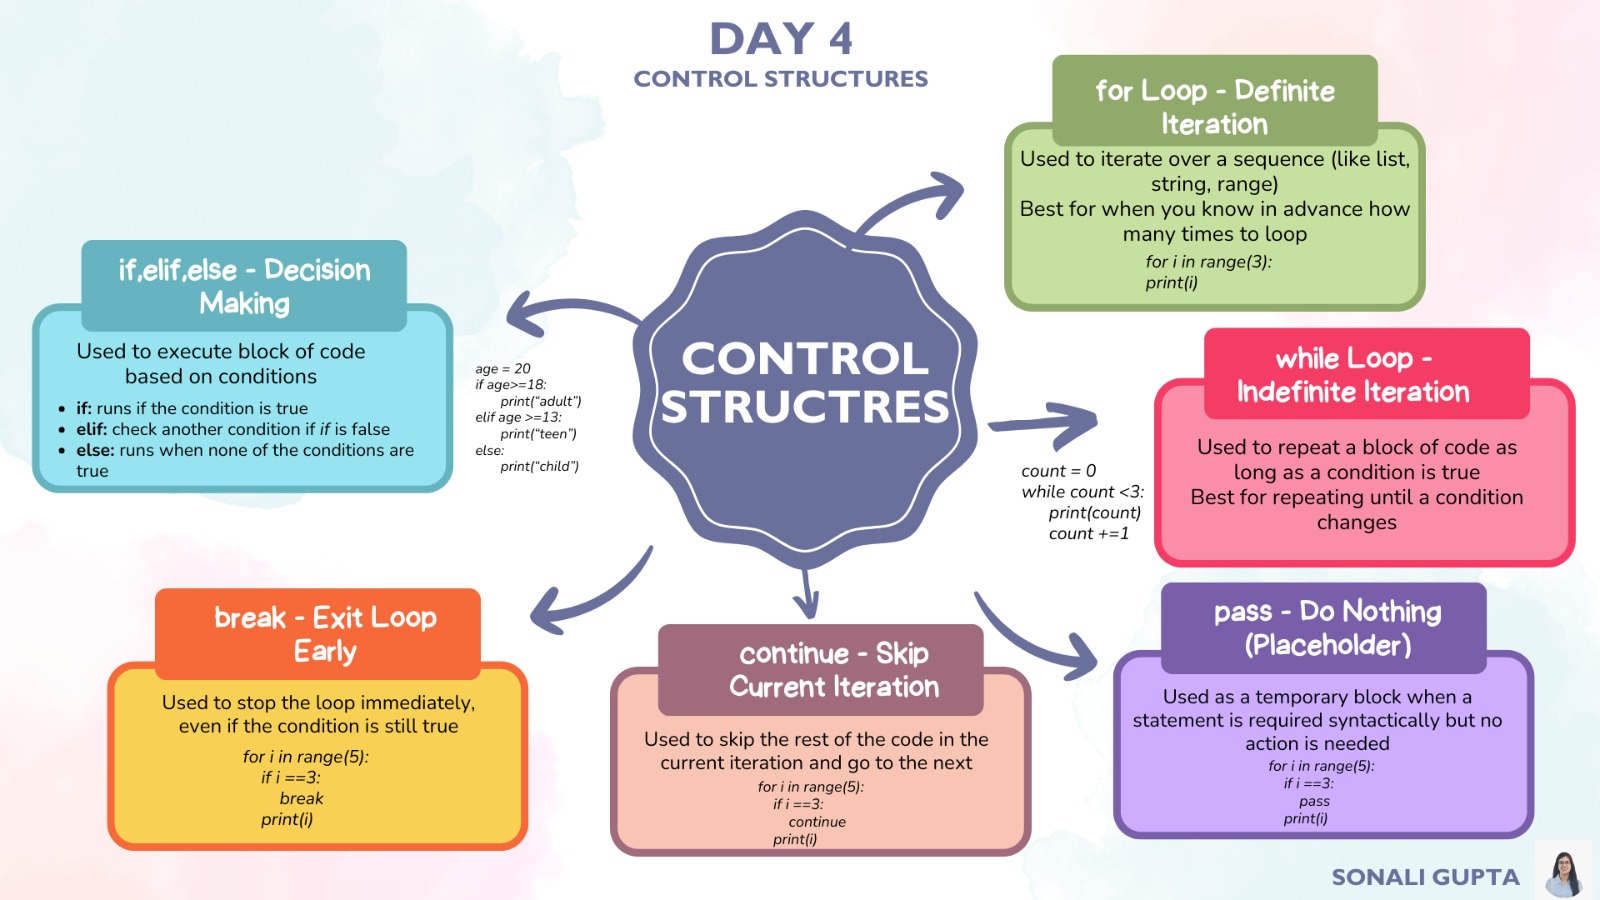 DAY 4
CONTROL STRUCTURES
for Loop - Definite
Iteration
Used to iterate over a sequence (like list,
string, range)
Best for when you know in advance how
many times to loop
for i in range(3):
print(i)
if,elif,else - Decision
Making
Used to execute block of code
based on conditions
• if: runs if the condition is true
• elif: check another condition if if is false
• else: runs when none of the conditions are
true
age = 20
if age>=18:
print(“adult”)
elif age >=13:
print(“teen”)
else:
print(“child”)
CONTROL
STRUCTRES
while Loop -
Indefinite Iteration
Used to repeat a block of code as
long as a condition is true
Best for repeating until a condition
changes
count = 0
while count <3:
print(count)
count +=1
break - Exit Loop
Early
Used to stop the loop immediately,
even if the condition is still true
for i in range(5):
if i ==3:
break
print(i)
continue - Skip
Current Iteration
Used to skip the rest of the code in the
current iteration and go to the next
for i in range(5):
if i ==3:
continue
print(i)
pass - Do Nothing
(Placeholder)
Used as a temporary block when a
statement is required syntactically but no
action is needed
for i in range(5):
if i ==3:
pass
print(i)
SONALI GUPTA